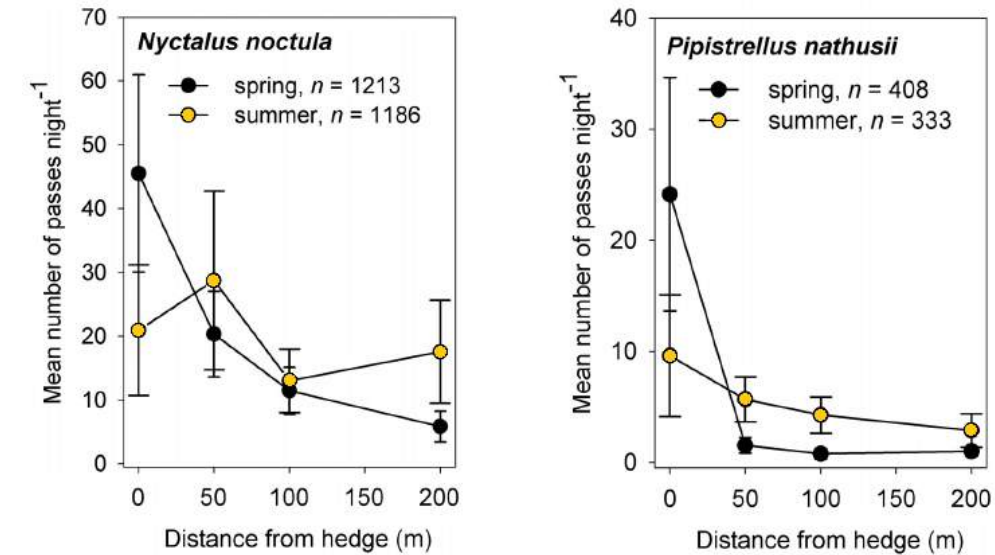 Nyctalus noctula
spring, n = 1213
summer, n = 1186
Mean number of passes night⁻¹
70
60
50
40
30
20
10
0
0 50 100 150 200
Distance from hedge (m)
Pipistrellus nathusii
spring, n = 408
summer, n = 333
Mean number of passes night⁻¹
40
30
20
10
0
0 50 100 150 200
Distance from hedge (m)